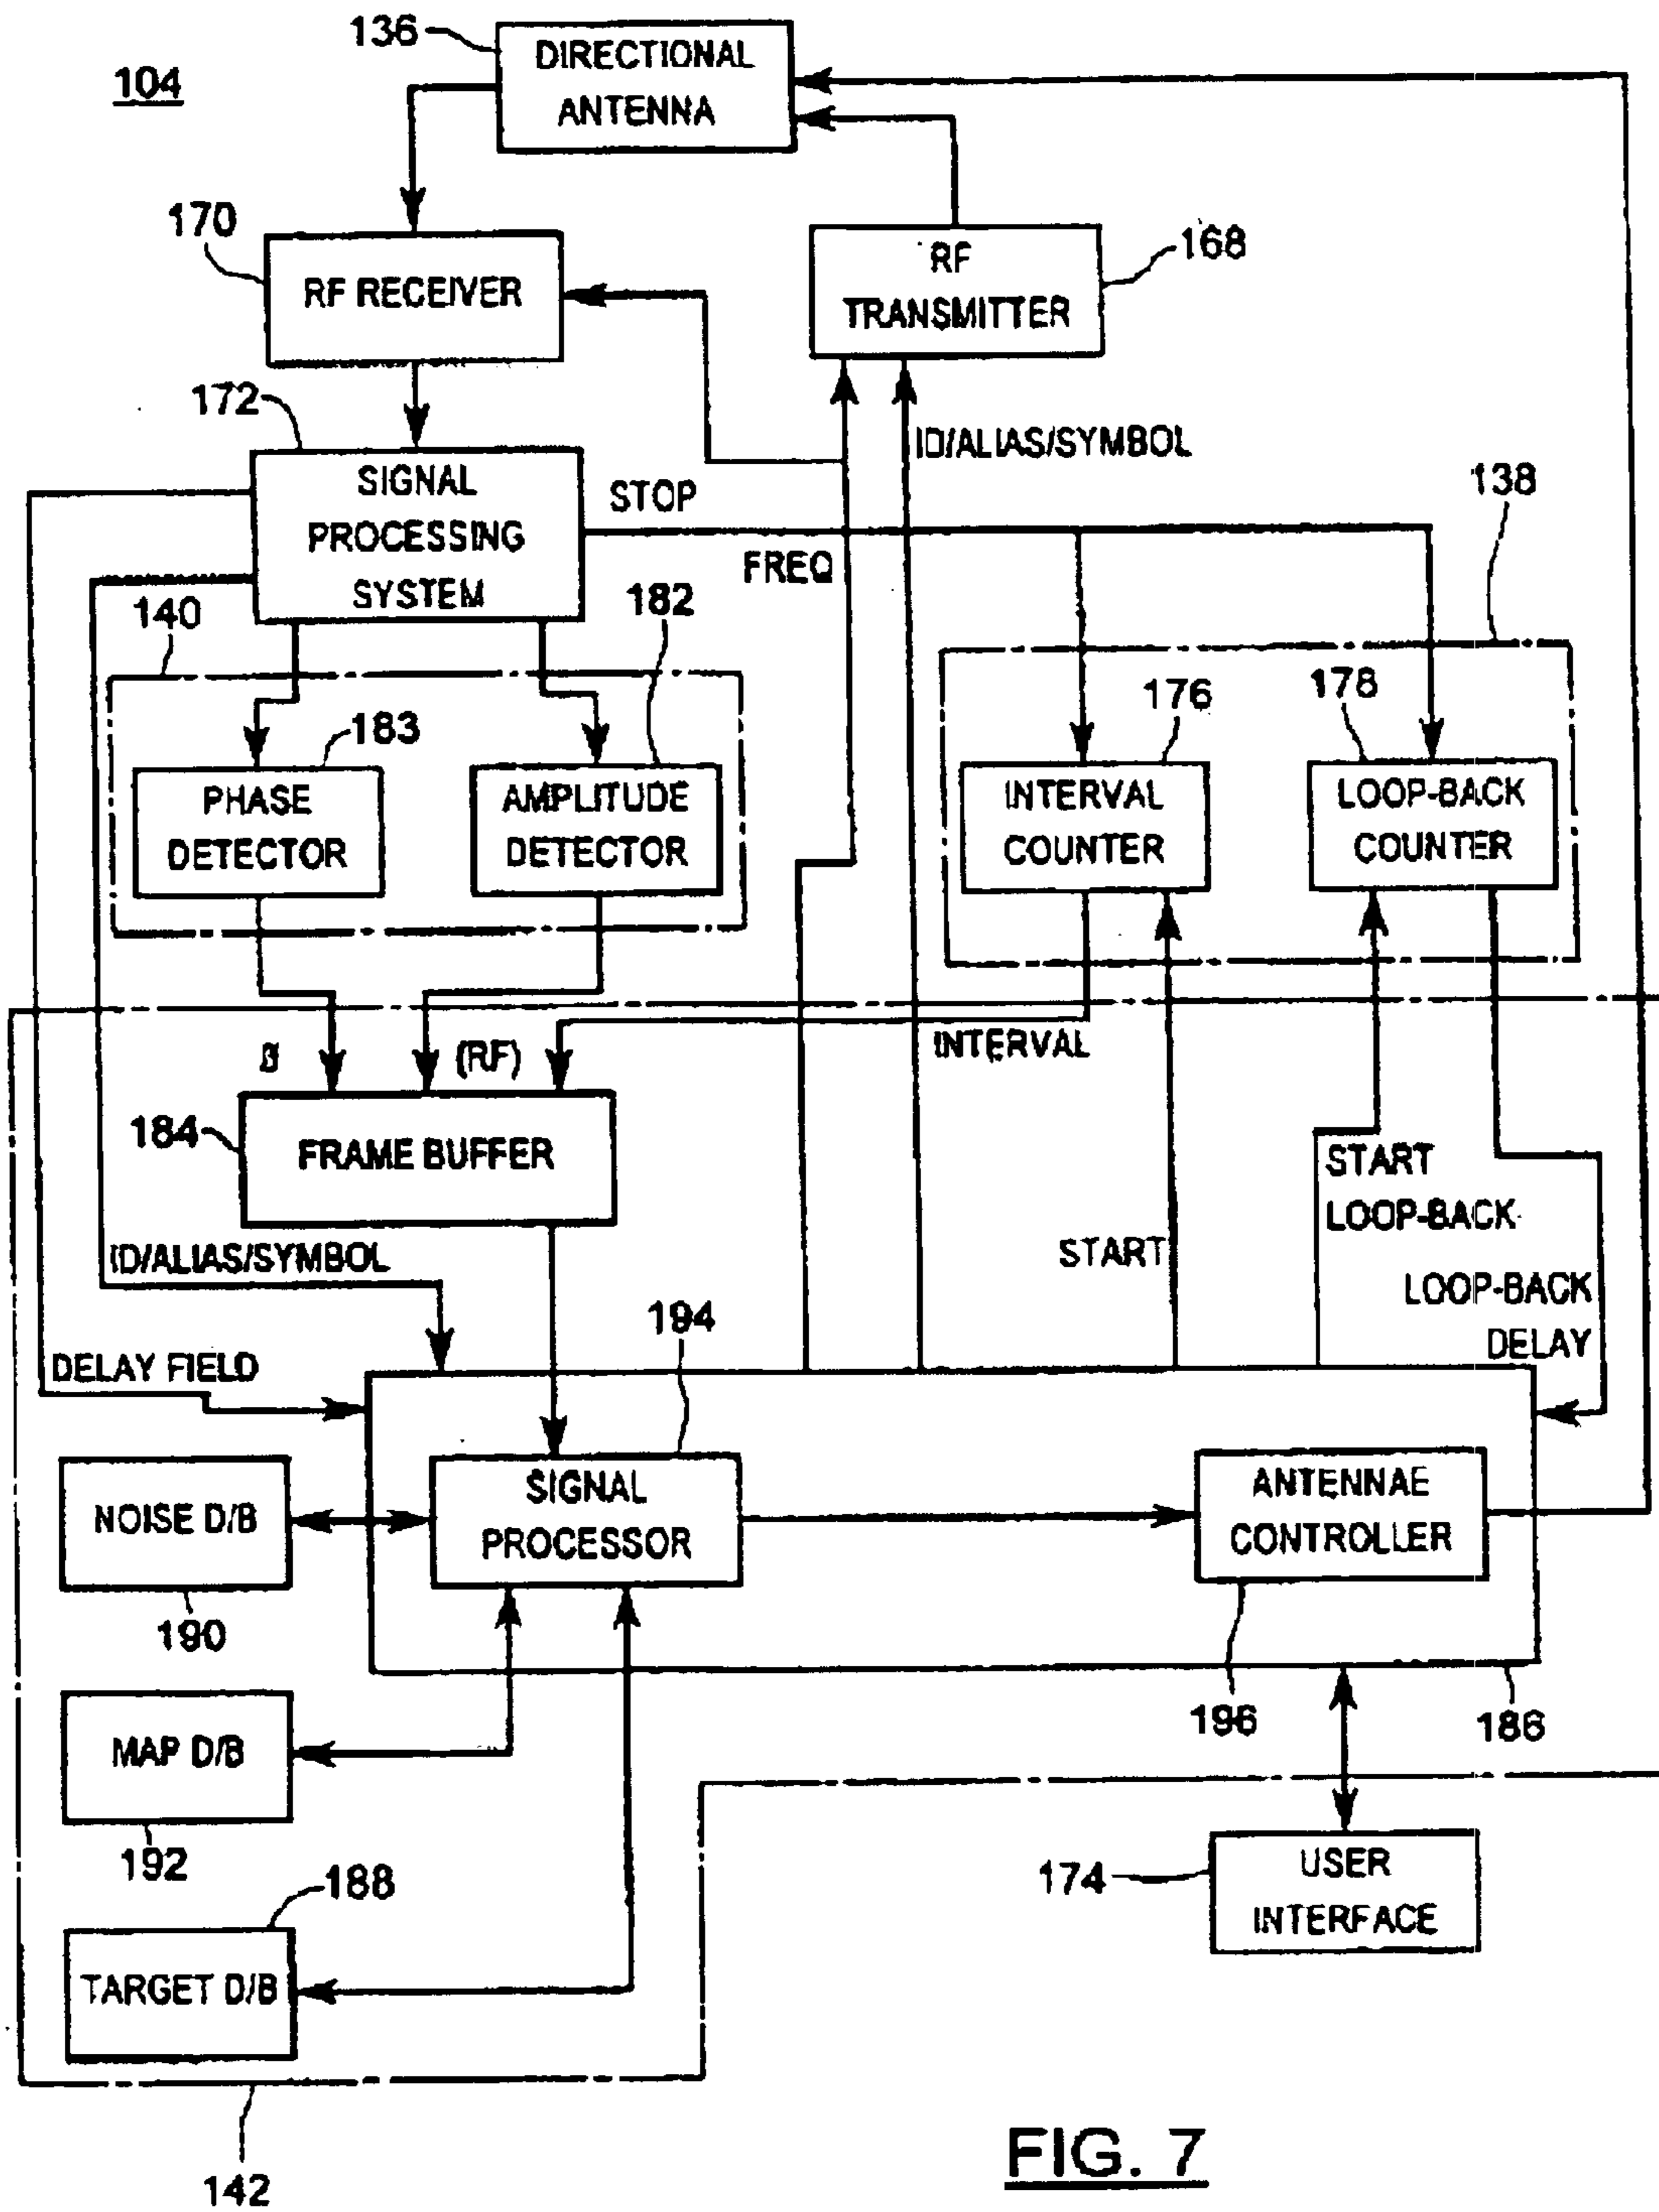 136
DIRECTIONAL
ANTENNA
104
170
RF RECEIVER
RF
TRANSMITTER
168
172
ID/ALIAS/SYMBOL
SIGNAL
PROCESSING
SYSTEM
STOP
FREQ
138
140
182
176
178
183
PHASE
DETECTOR
AMPLITUDE
DETECTOR
INTERVAL
COUNTER
LOOP-BACK
COUNTER
(RF)
INTERVAL
184
FRAME BUFFER
START
LOOP-BACK
START
ID/ALIAS/SYMBOL
LOOP-BACK
DELAY
194
DELAY FIELD
NOISE D/B
SIGNAL
PROCESSOR
ANTENNAE
CONTROLLER
190
196
186
MAP D/B
192
188
174
USER
INTERFACE
TARGET D/B
142
FIG. 7